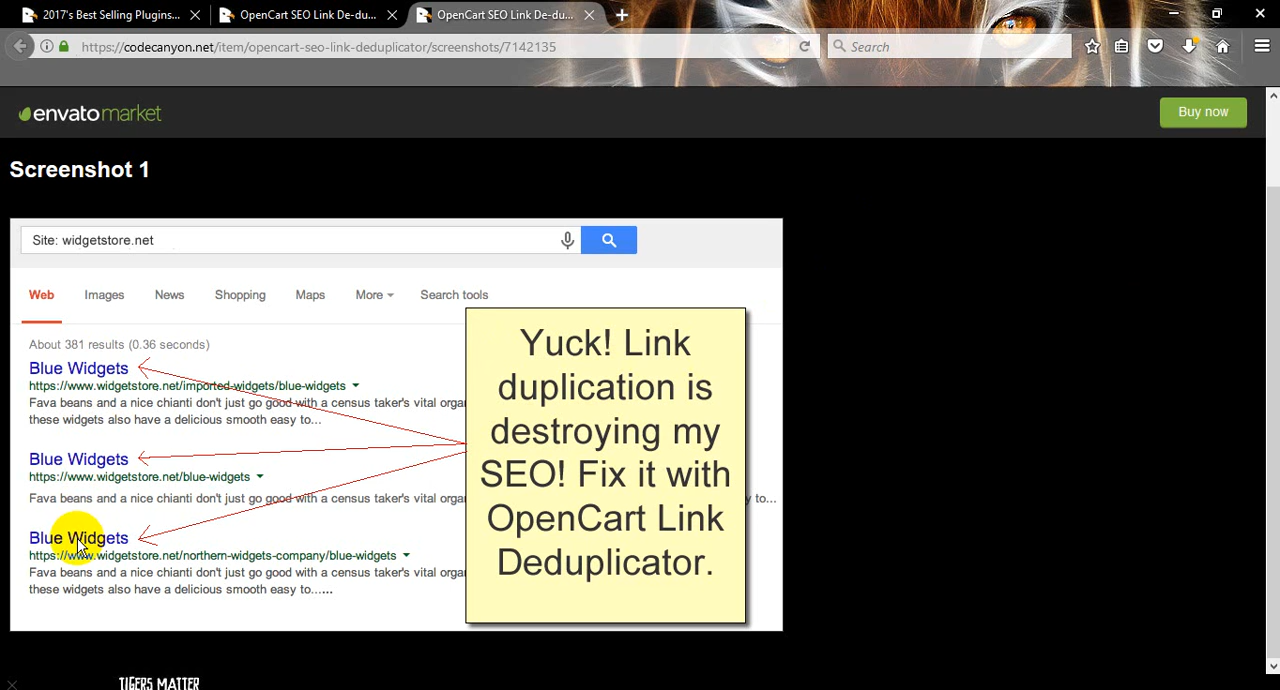 2017's Best Selling Plugins...
OpenCart SEO Link De-du...
OpenCart SEO Link De-du...
https://codecanyon.net/item/opencart-seo-link-deduplicator/screenshots/7142135
Search
envatomarket
Buy now
Screenshot 1
Site: widgetstore.net
Web Images News Shopping Maps More Search tools
About 381 results (0.36 seconds)
Blue Widgets
https://www.widgetstore.net/imported-widgets/blue-widgets
Fava beans and a nice chianti don't just go good with a census taker's vital orga
these widgets also have a delicious smooth easy to...
Blue Widgets
https://www.widgetstore.net/blue-widgets
Fava beans and a nice chianti don't just go good with a census taker's vital orga
y to...
Blue Widgets
https://www.widgetstore.net/northern-widgets-company/blue-widgets
Fava beans and a nice chianti don't just go good with a census taker's vital orga
these widgets also have a delicious smooth easy to......
Yuck! Link
duplication is
destroying my
SEO! Fix it with
OpenCart Link
Deduplicator.
TIGERS MATTER